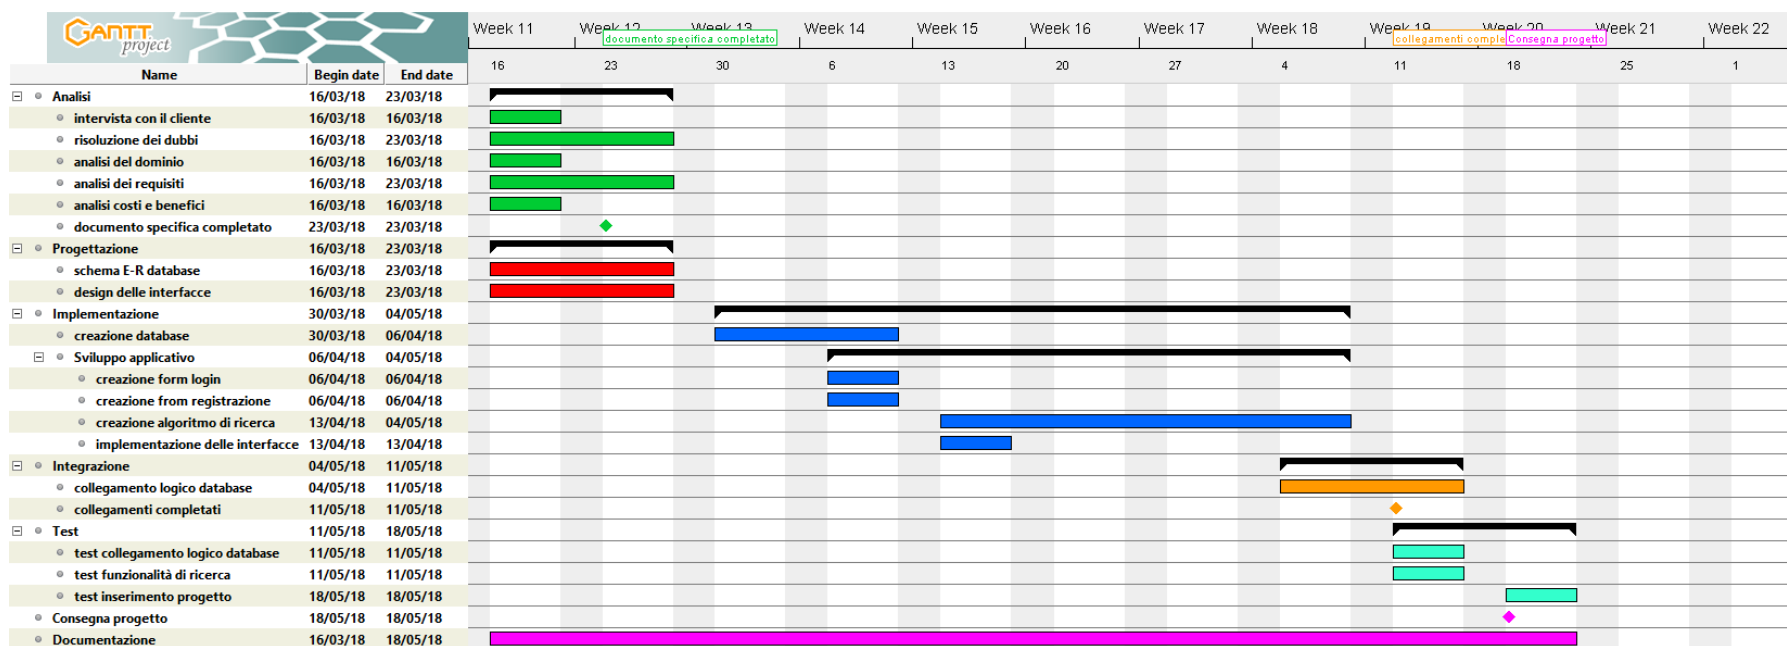 GANTT project
Week 11 Week 12 Week 13 Week 14 Week 15 Week 16 Week 17 Week 18 Week 19 Week 20 Week 21 Week 22
documento specifica completato collegamenti comple Consegna progetto
16 23 30 6 13 20 27 4 11 18 25 1
Name Begin date End date
Analisi 16/03/18 23/03/18
intervista con il cliente 16/03/18 16/03/18
risoluzione dei dubbi 16/03/18 23/03/18
analisi del dominio 16/03/18 16/03/18
analisi dei requisiti 16/03/18 23/03/18
analisi costi e benefici 16/03/18 16/03/18
documento specifica completato 23/03/18 23/03/18
Progettazione 16/03/18 23/03/18
schema E-R database 16/03/18 23/03/18
design delle interfacce 16/03/18 23/03/18
Implementazione 30/03/18 04/05/18
creazione database 30/03/18 06/04/18
Sviluppo applicativo 06/04/18 04/05/18
creazione form login 06/04/18 06/04/18
creazione from registrazione 06/04/18 06/04/18
creazione algoritmo di ricerca 13/04/18 04/05/18
implementazione delle interfacce 13/04/18 13/04/18
Integrazione 04/05/18 11/05/18
collegamento logico database 04/05/18 11/05/18
collegamenti completati 11/05/18 11/05/18
Test 11/05/18 18/05/18
test collegamento logico database 11/05/18 11/05/18
test funzionalità di ricerca 11/05/18 11/05/18
test inserimento progetto 18/05/18 18/05/18
Consegna progetto 18/05/18 18/05/18
Documentazione 16/03/18 18/05/18